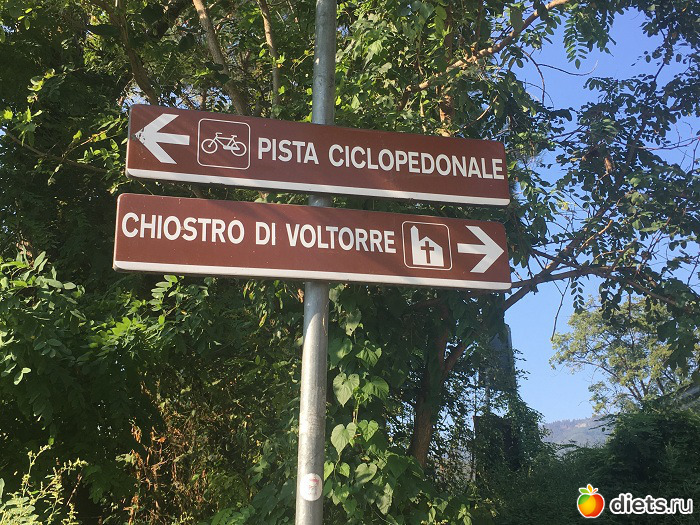 PISTA CICLOPEDONALE
CHIOSTRO DI VOLTORRE
diets.ru